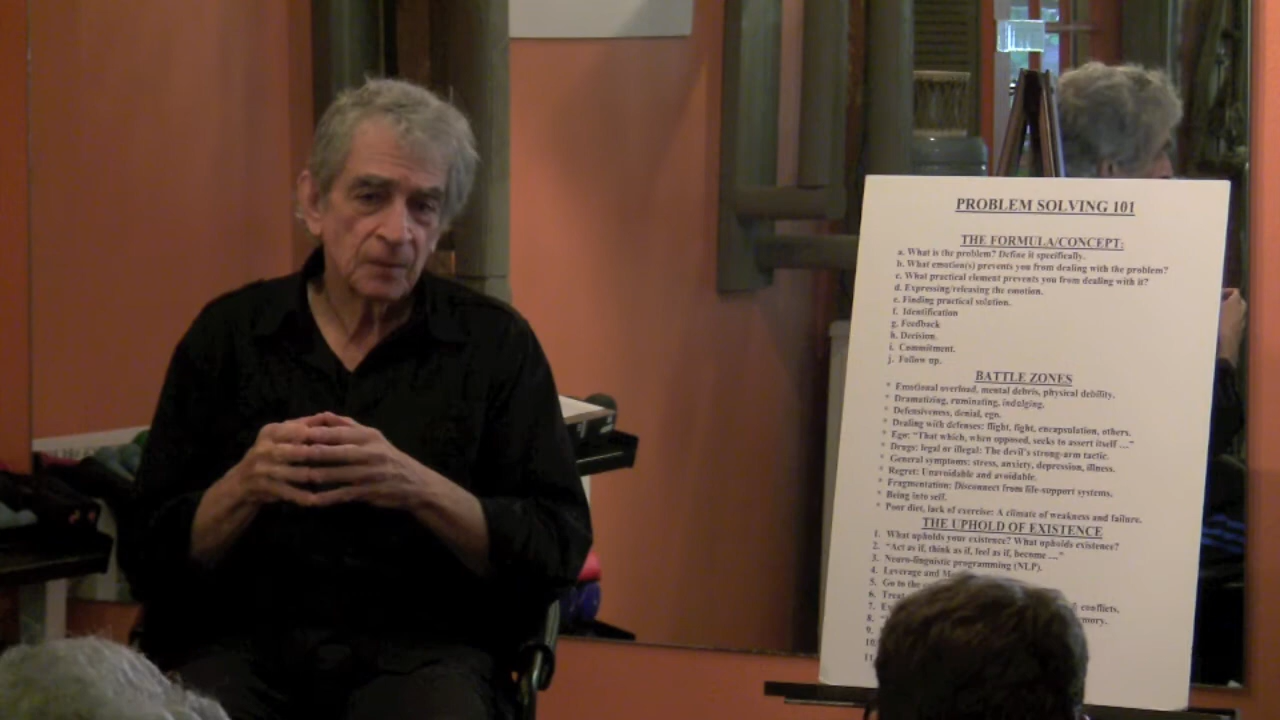 PROBLEM SOLVING 101
THE FORMULA/CONCEPT:
a. What is the problem? Define it specifically.
b. What emotion(s) prevents you from dealing with the problem?
c. What practical element prevents you from dealing with it?
d. Expressing/releasing the emotion.
e. Finding practical solution.
f. Identification
g. Feedback
h. Decision.
i. Commitment.
j. Follow up.
BATTLE ZONES
* Emotional overload, mental debris, physical debility.
* Dramatizing, ruminating, indulging.
* Defensiveness, denial, ego.
* Dealing with defenses: flight, fight, encapsulation, others.
* Ego: "That which, when opposed, seeks to assert itself ..."
* Drugs: legal or illegal: The devil's strong-arm tactic.
* General symptoms: stress, anxiety, depression, illness.
* Regret: Unavoidable and avoidable.
* Fragmentation: Disconnect from life-support systems.
* Being into self.
* Poor diet, lack of exercise: A climate of weakness and failure.
THE UPHOLD OF EXISTENCE
1. What upholds your existence? What upholds existence?
2. "Act as if, think as if, feel as if, become ..."
3. Neuro-linguistic programming (NLP).
4. Leverage and
5. Go to the
6.
7. conflicts.
8.
9.
10
11